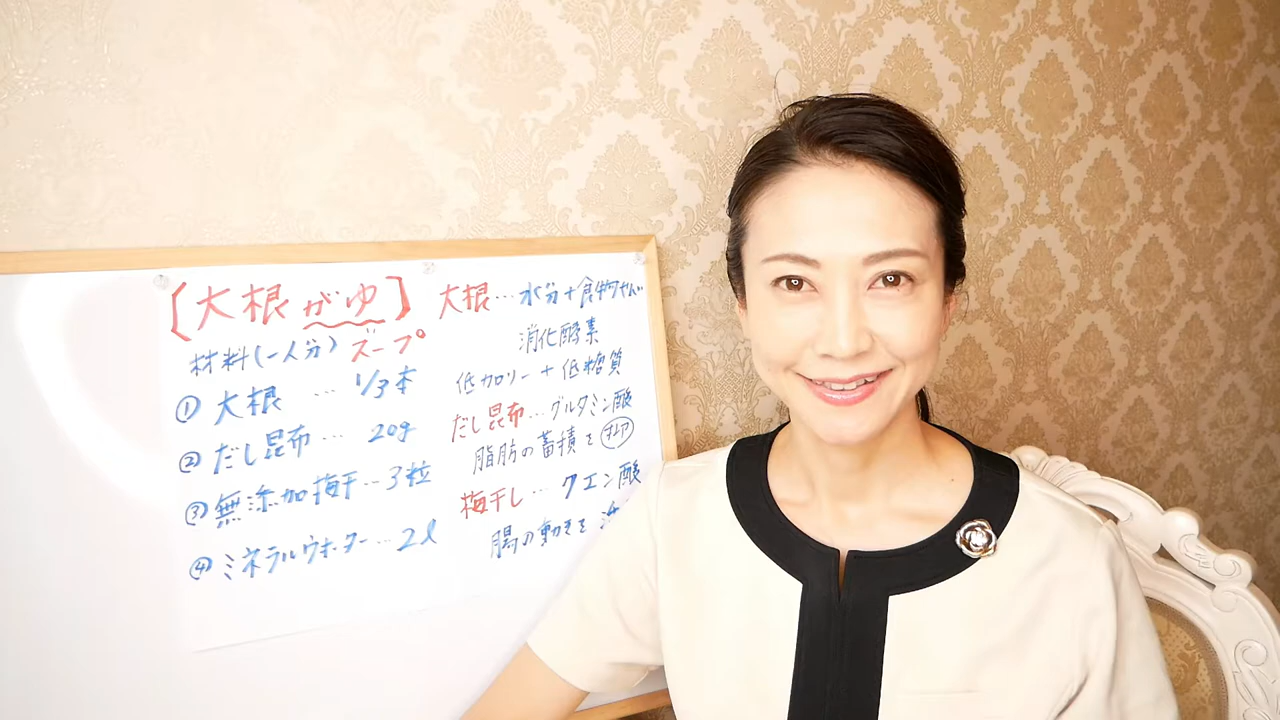 【大根がゆ】
ズープ
材料(一人分)
① 大根 … 1/3本
② だし昆布 … 20g
③ 無添加梅干 … 3粒
④ ミネラルウォーター … 2ℓ
大根 … 水分+食物せんい
消化酵素
低カロリー+低糖質
だし昆布 … グルタミン酸
脂肪の蓄積を
梅干し … クエン酸
腸の動きを